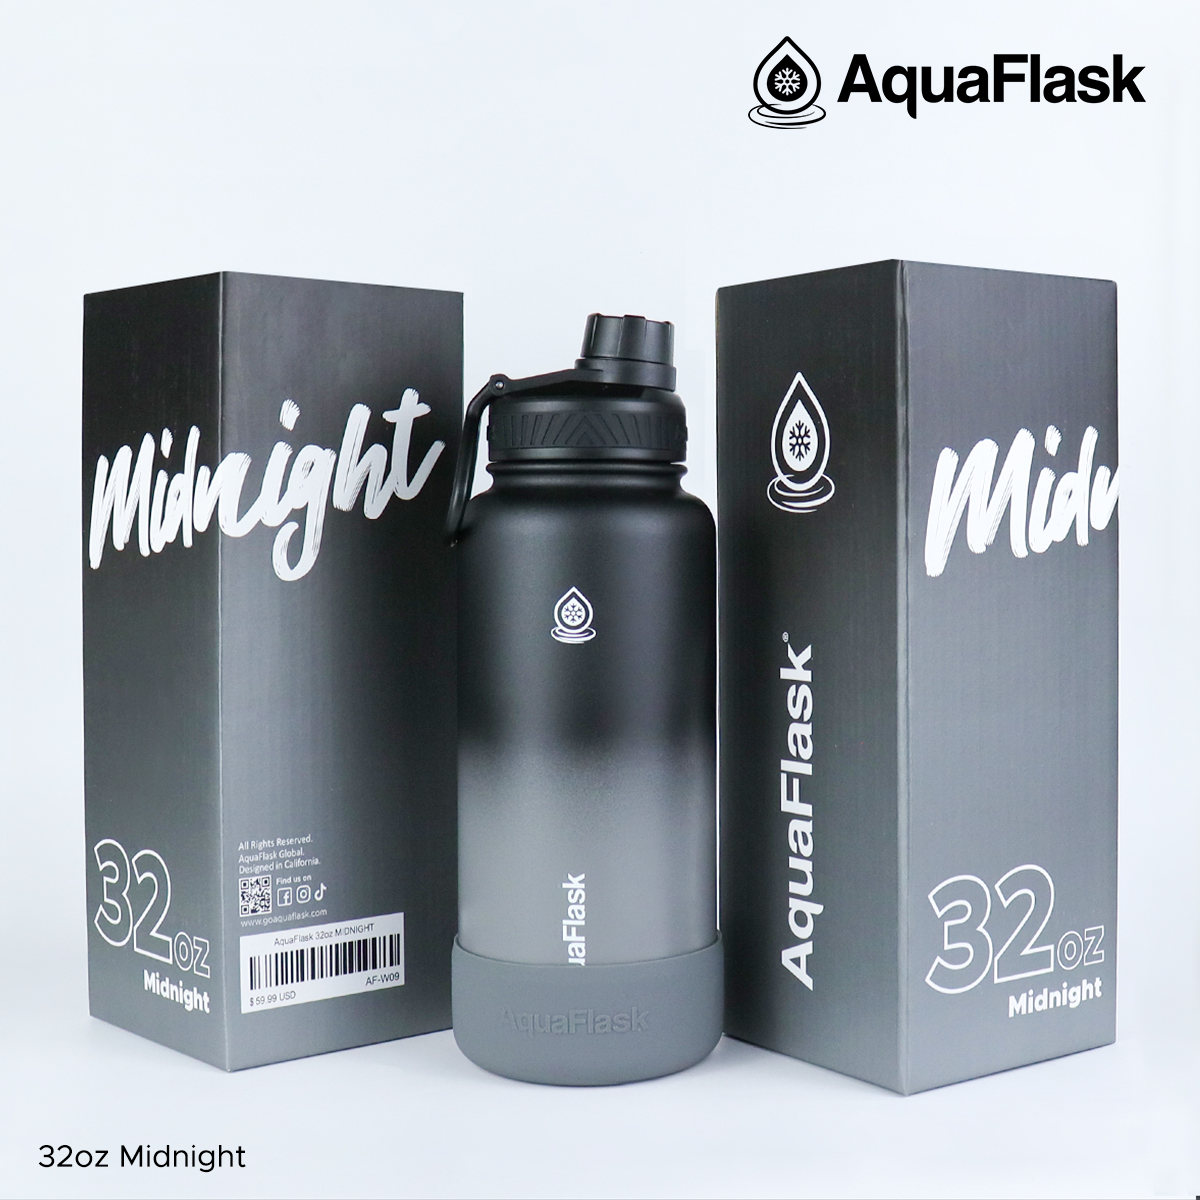 AquaFlask
Midnight
32oz
Midnight
All Rights Reserved.
AquaFlask Global.
Designed in California.
Find us on
www.goaquaflask.com
AquaFlask 32oz MIDNIGHT
$59.99 USD
AF-W09
uaFlask
AquaFlask
AquaFlask®
Midn
32oz
Midnight
32oz Midnight